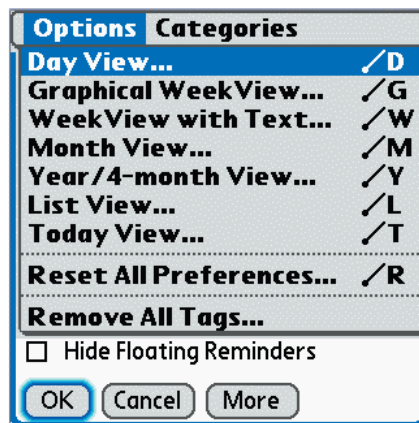 Options Categories
Day View... /D
Graphical WeekView... /G
WeekView with Text... /W
Month View... /M
Year/4-month View... /Y
List View... /L
Today View... /T
Reset All Preferences... /R
Remove All Tags...
Hide Floating Reminders
OK Cancel More